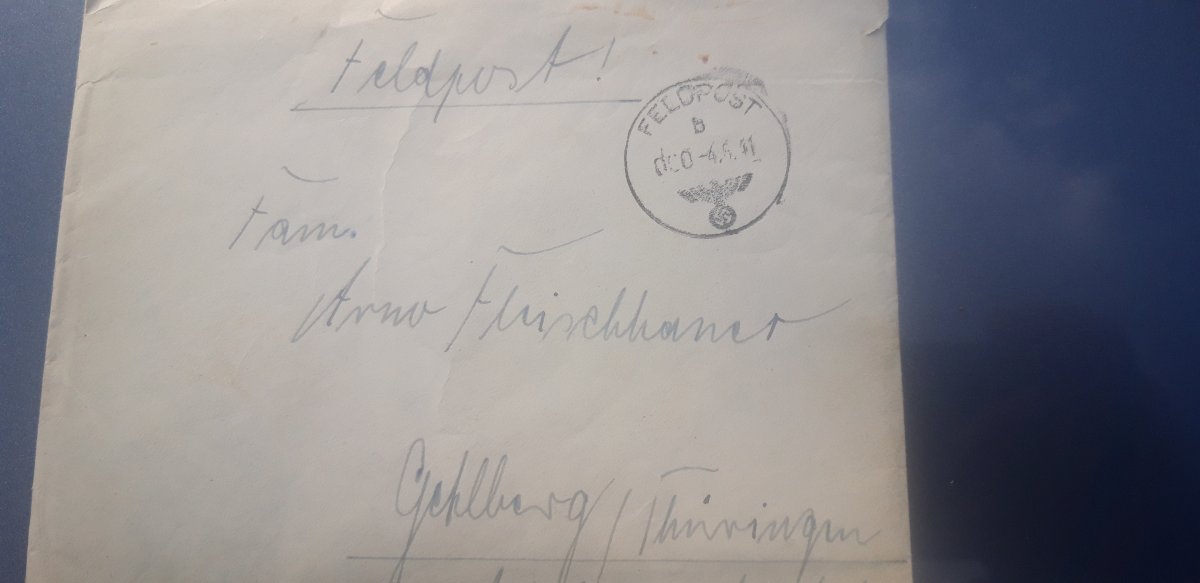 Feldpost!
FELDPOST
B
Fam.
Arno Fleischhauer
Gehlberg / Thüringen